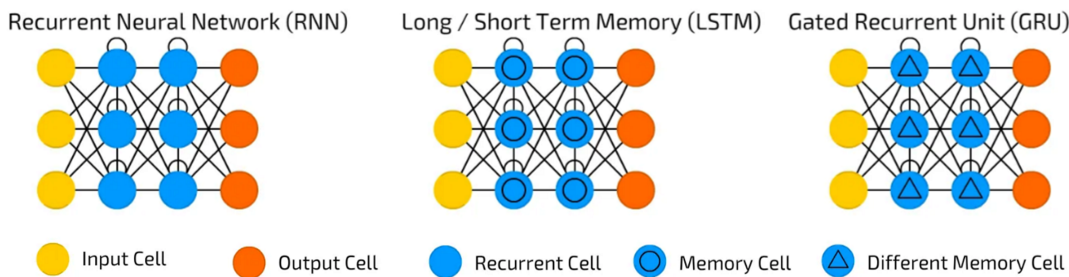 Recurrent Neural Network (RNN)
Long / Short Term Memory (LSTM)
Gated Recurrent Unit (GRU)
Input Cell
Output Cell
Recurrent Cell
Memory Cell
Different Memory Cell